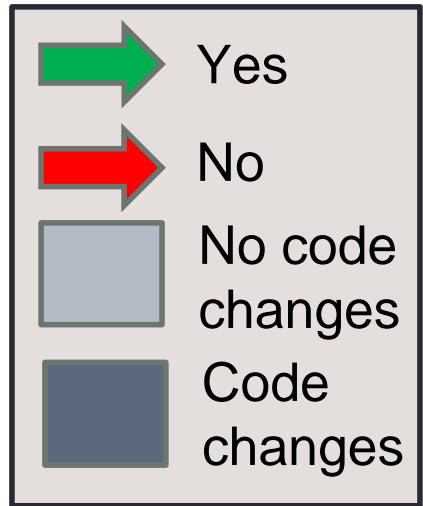 Yes
No
No code
changes
Code
changes